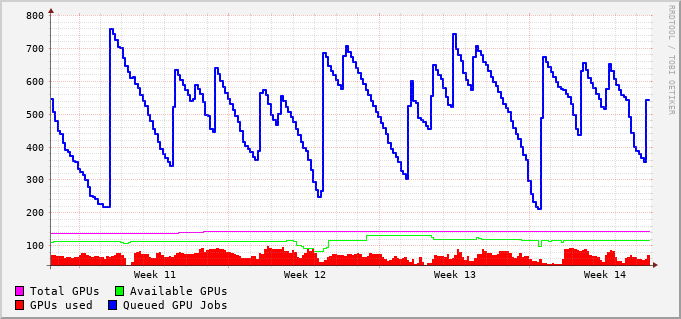 800
700
600
500
400
300
200
100
Week 11 Week 12 Week 13 Week 14
Total GPUs Available GPUs
GPUs used Queued GPU Jobs
RRDTOOL / TOBI OETIKER